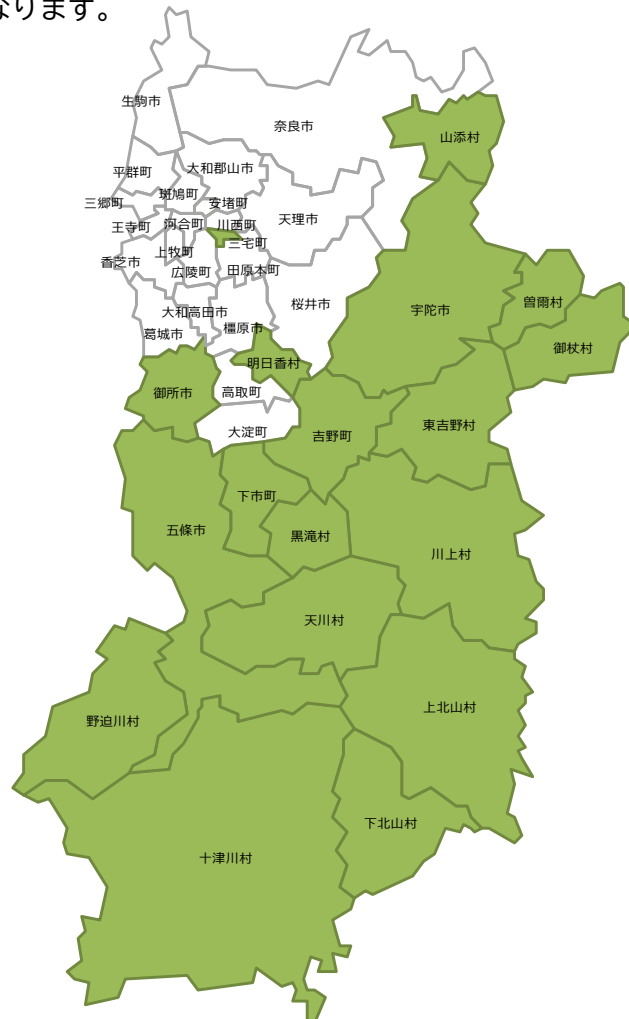 なります。
生駒市
奈良市
山添村
平群町
大和郡山市
斑鳩町
三郷町
安堵町
天理市
王寺町
河合町
川西町
三宅町
上牧町
香芝市
広陵町
田原本町
桜井市
宇陀市
曽爾村
大和高田市
葛城市
橿原市
御杖村
明日香村
御所市
高取町
大淀町
吉野町
東吉野村
下市町
五條市
黒滝村
川上村
天川村
上北山村
野迫川村
下北山村
十津川村